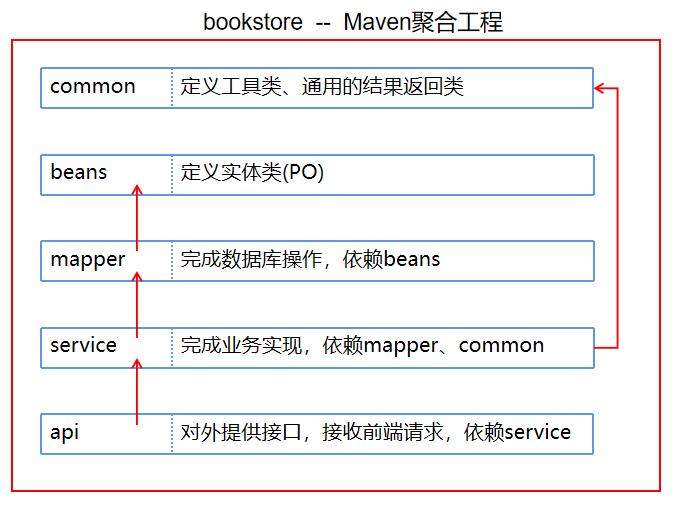 bookstore -- Maven聚合工程
common 定义工具类、通用的结果返回类
beans 定义实体类(PO)
mapper 完成数据库操作，依赖beans
service 完成业务实现，依赖mapper、common
api 对外提供接口，接收前端请求，依赖service